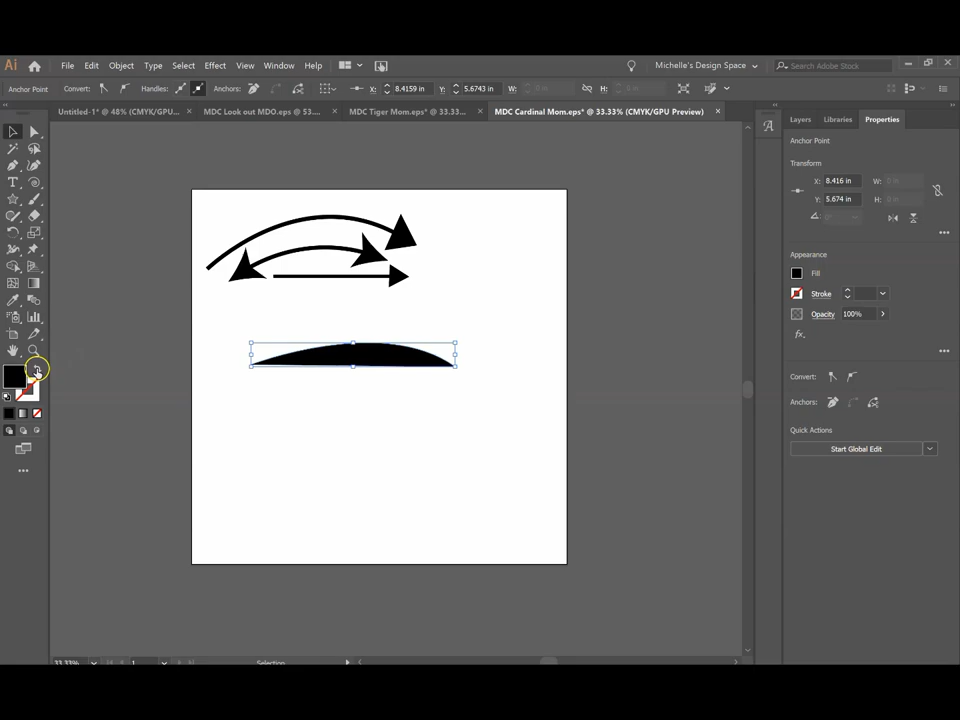 Ai File Edit Object Type Select Effect View Window Help Michelle's Design Space Search Adobe Stock
Anchor Point Convert: Handles: Anchors: X: 8.4159 in Y: 5.6743 in W: H:
Untitled-1* @ 48% (CMYK/GPU... × MDC Look out MDO.eps @ 53.... × MDC Tiger Mom.eps* @ 33.33... × MDC Cardinal Mom.eps* @ 33.33% (CMYK/GPU Preview) ×
Layers Libraries Properties
Anchor Point
Transform
X: 8.416 in W: 0 in
Y: 5.674 in H: 0 in
Appearance
Fill
Stroke
Opacity 100%
fx.
Convert:
Anchors:
Quick Actions
Start Global Edit
33.33% 1 Selection